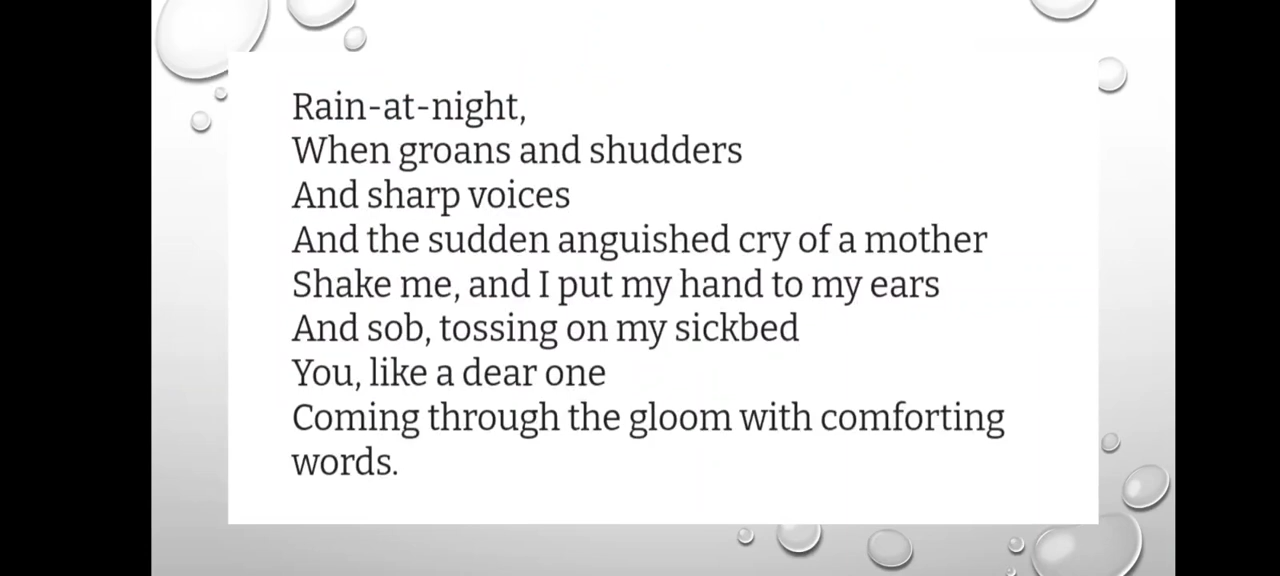 Rain-at-night,
When groans and shudders
And sharp voices
And the sudden anguished cry of a mother
Shake me, and I put my hand to my ears
And sob, tossing on my sickbed
You, like a dear one
Coming through the gloom with comforting
words.